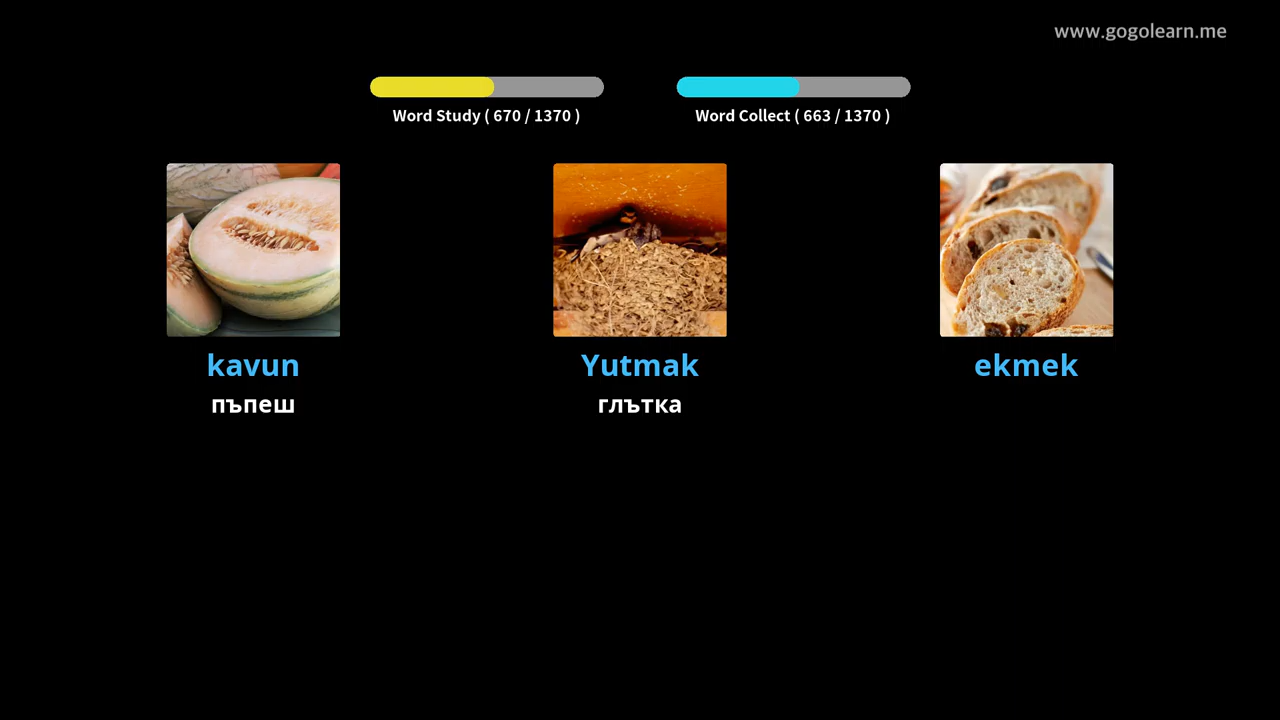 www.gogolearn.me
Word Study ( 670 / 1370 )
Word Collect ( 663 / 1370 )
kavun
Yutmak
ekmek
пъпеш
глътка